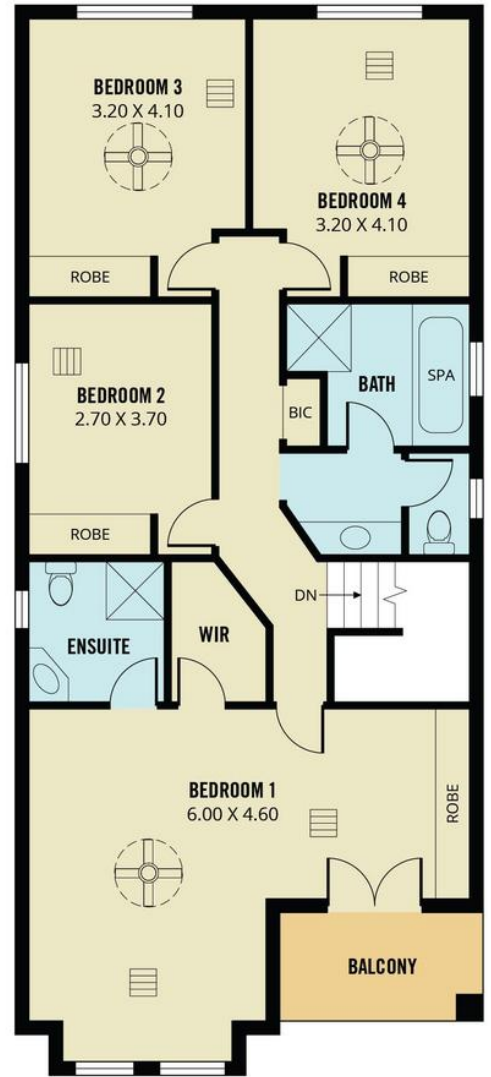 BEDROOM 3
3.20 X 4.10
BEDROOM 4
3.20 X 4.10
ROBE
ROBE
BEDROOM 2
2.70 X 3.70
BATH
SPA
BIC
ROBE
DN
ENSUITE
WIR
BEDROOM 1
6.00 X 4.60
ROBE
BALCONY